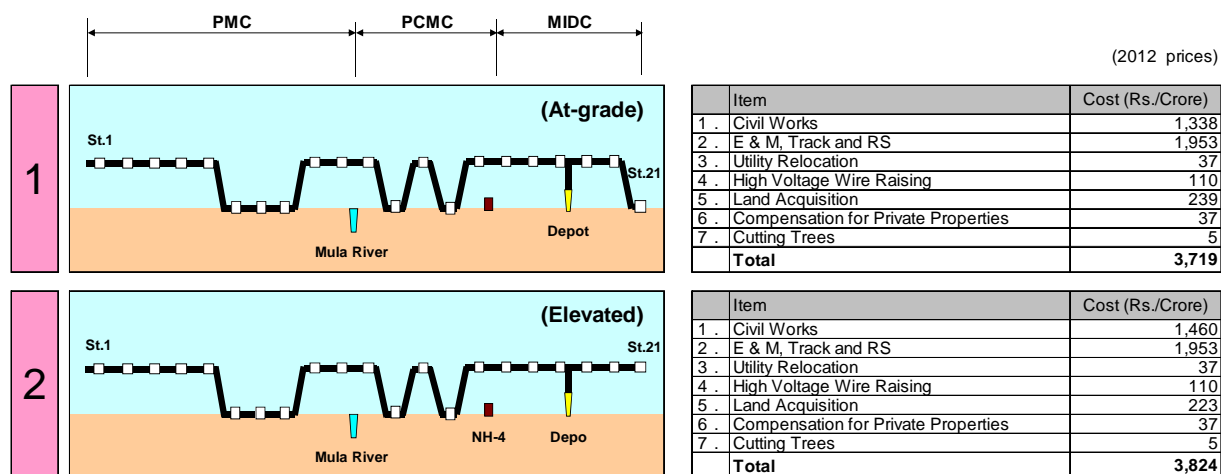 PMC PCMC MIDC
(2012 prices)
1
(At-grade)
St.1
St.21
Depot
Mula River
Item Cost (Rs./Crore)
1 . Civil Works 1,338
2 . E & M, Track and RS 1,953
3 . Utility Relocation 37
4 . High Voltage Wire Raising 110
5 . Land Acquisition 239
6 . Compensation for Private Properties 37
7 . Cutting Trees 5
Total 3,719
2
(Elevated)
St.1 St.21
NH-4 Depo
Mula River
Item Cost (Rs./Crore)
1 . Civil Works 1,460
2 . E & M, Track and RS 1,953
3 . Utility Relocation 37
4 . High Voltage Wire Raising 110
5 . Land Acquisition 223
6 . Compensation for Private Properties 37
7 . Cutting Trees 5
Total 3,824